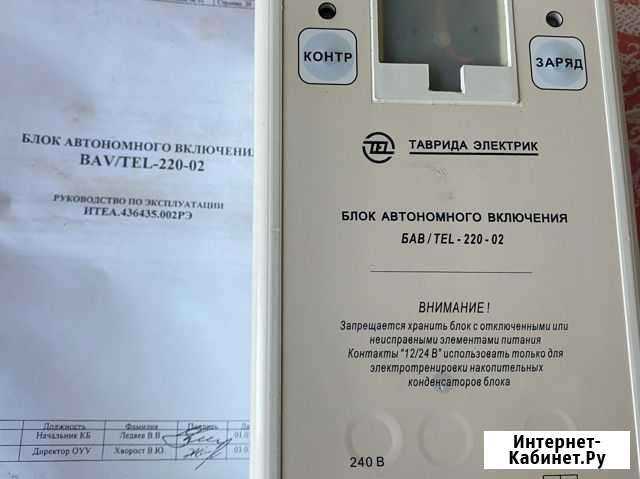 БЛОК АВТОНОМНОГО ВКЛЮЧЕНИЯ
BAV/TEL-220-02
РУКОВОДСТВО ПО ЭКСПЛУАТАЦИИ
ИТЕА.436435.002РЭ
Должность Фамилия Подпись
Начальник КБ Ледяев В.В.
Директор ОУУ Хворост В.Ю.
КОНТР
ЗАРЯД
TEL ТАВРИДА ЭЛЕКТРИК
БЛОК АВТОНОМНОГО ВКЛЮЧЕНИЯ
БАВ / TEL - 220 - 02
ВНИМАНИЕ !
Запрещается хранить блок с отключенными или
неисправными элементами питания
Контакты "12/24 В" использовать только для
электротренировки накопительных
конденсаторов блока
240 В
Интернет-
Кабинет.Ру